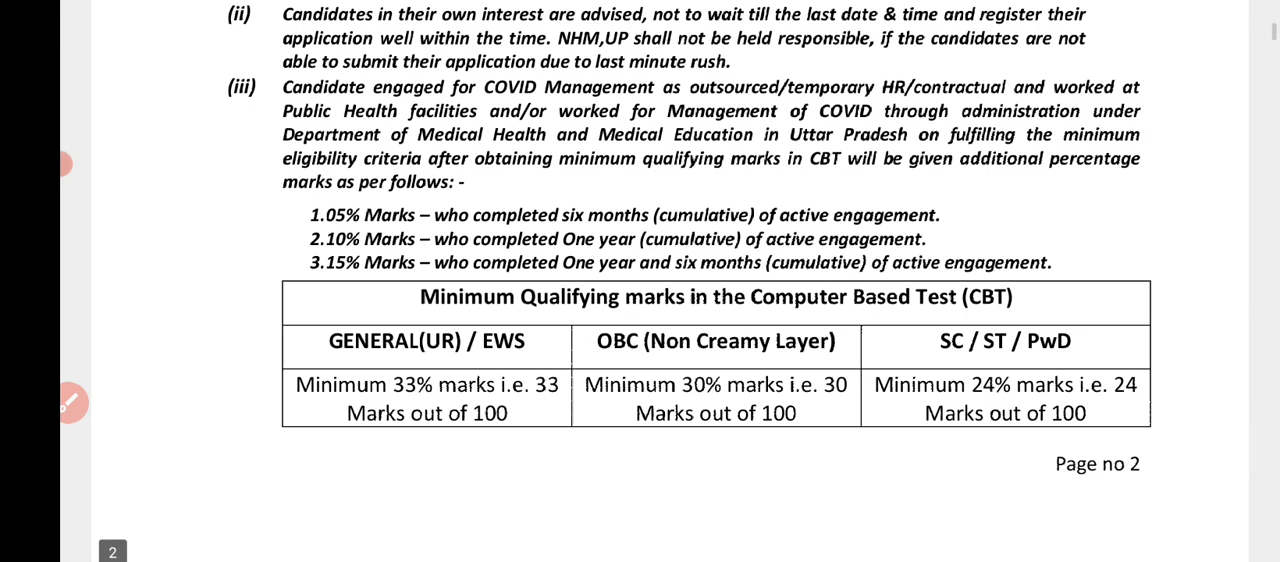 (ii) Candidates in their own interest are advised, not to wait till the last date & time and register their
application well within the time. NHM,UP shall not be held responsible, if the candidates are not
able to submit their application due to last minute rush.
(iii) Candidate engaged for COVID Management as outsourced/temporary HR/contractual and worked at
Public Health facilities and/or worked for Management of COVID through administration under
Department of Medical Health and Medical Education in Uttar Pradesh on fulfilling the minimum
eligibility criteria after obtaining minimum qualifying marks in CBT will be given additional percentage
marks as per follows: -
1.05% Marks – who completed six months (cumulative) of active engagement.
2.10% Marks – who completed One year (cumulative) of active engagement.
3.15% Marks – who completed One year and six months (cumulative) of active engagement.
Minimum Qualifying marks in the Computer Based Test (CBT)
GENERAL(UR) / EWS OBC (Non Creamy Layer) SC / ST / PwD
Minimum 33% marks i.e. 33 Minimum 30% marks i.e. 30 Minimum 24% marks i.e. 24
Marks out of 100 Marks out of 100 Marks out of 100
Page no 2
2